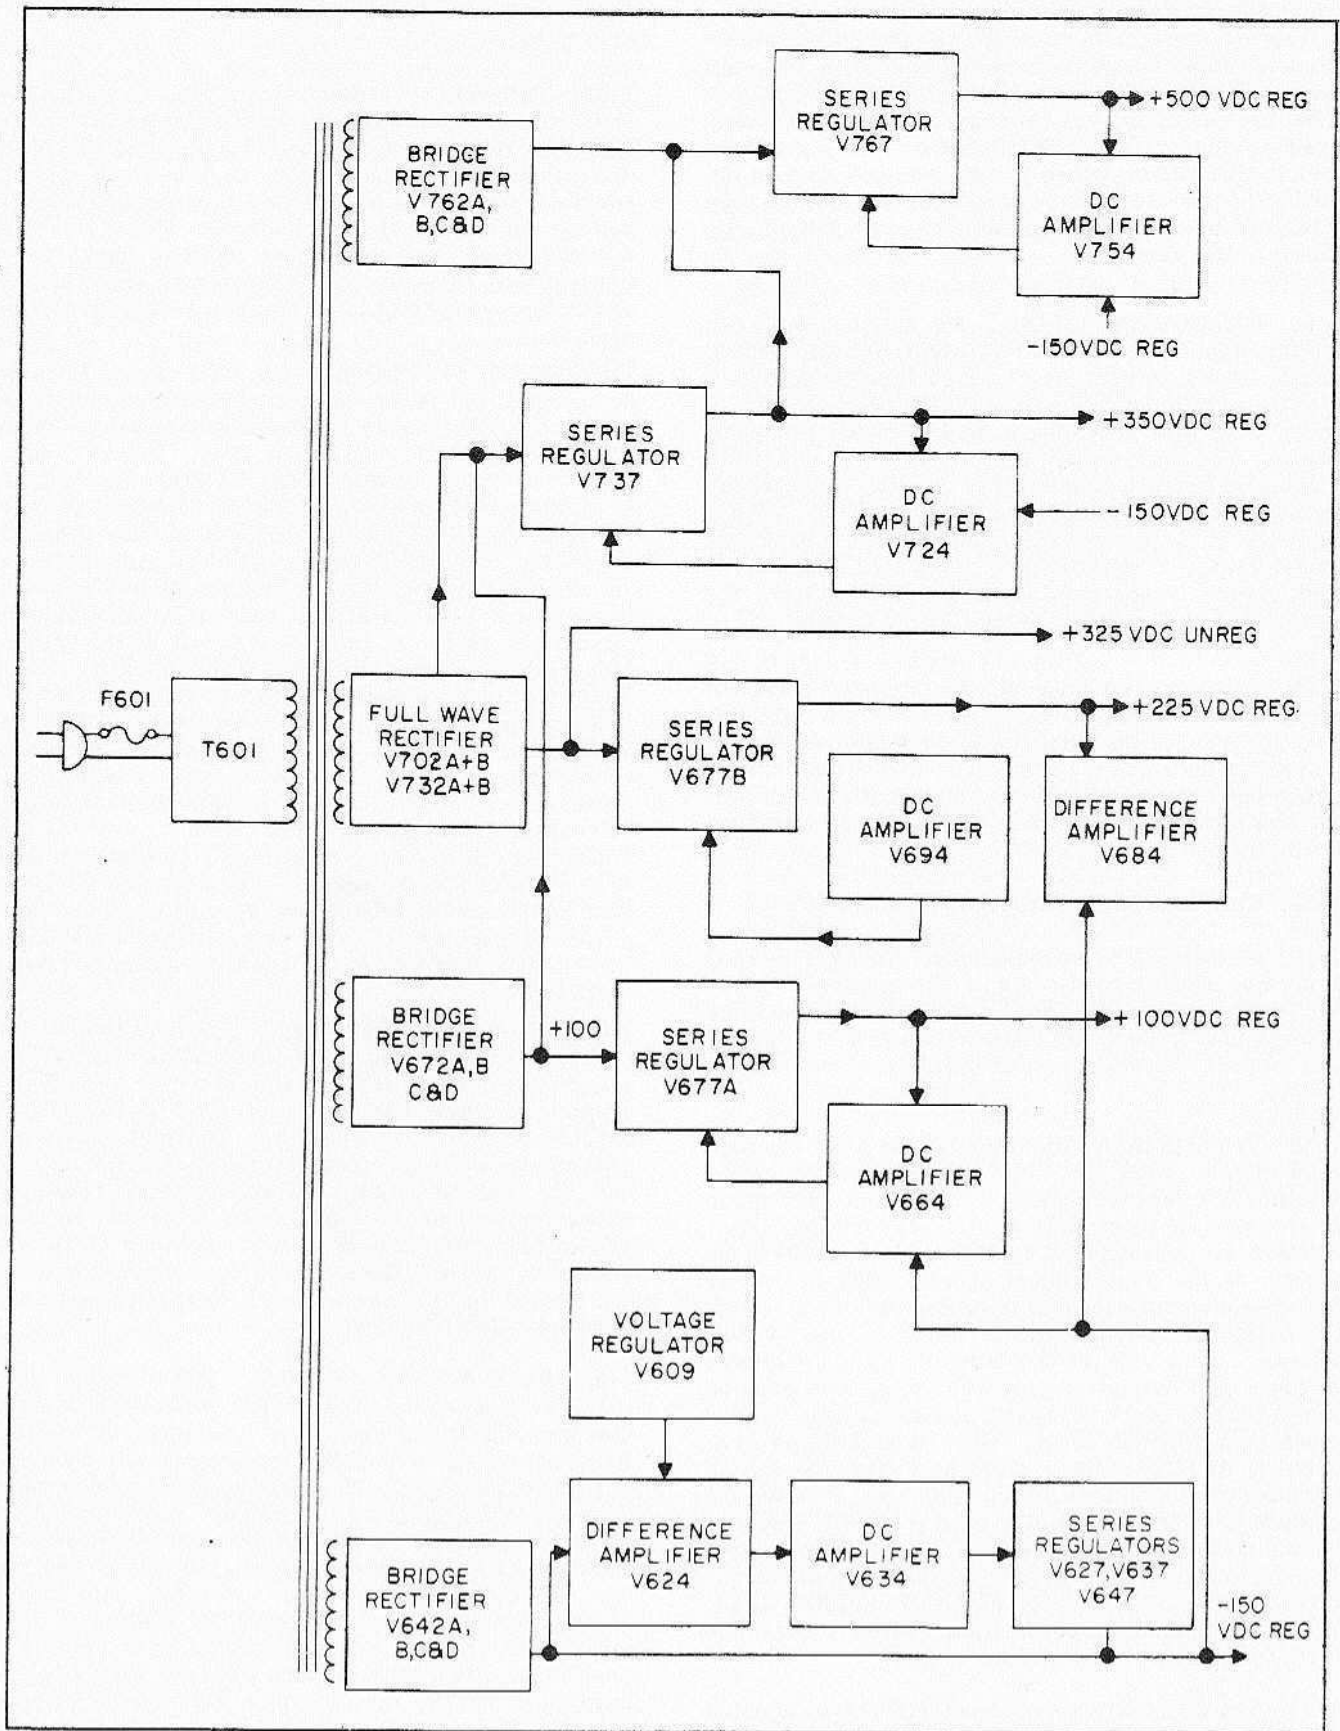 SERIES
REGULATOR
V767
+500 VDC REG
BRIDGE
RECTIFIER
V762A,
B,C&D
DC
AMPLIFIER
V754
-150VDC REG
SERIES
REGULATOR
V737
+350VDC REG
DC
AMPLIFIER
V724
-150VDC REG
+325 VDC UNREG
F601
T601
FULL WAVE
RECTIFIER
V702A+B
V732A+B
SERIES
REGULATOR
V677B
+225 VDC REG.
DC
AMPLIFIER
V694
DIFFERENCE
AMPLIFIER
V684
BRIDGE
RECTIFIER
V672A,B
C&D
+100
SERIES
REGULATOR
V677A
+100VDC REG
DC
AMPLIFIER
V664
VOLTAGE
REGULATOR
V609
BRIDGE
RECTIFIER
V642A,
B,C&D
DIFFERENCE
AMPLIFIER
V624
DC
AMPLIFIER
V634
SERIES
REGULATORS
V627,V637
V647
-150
VDC REG